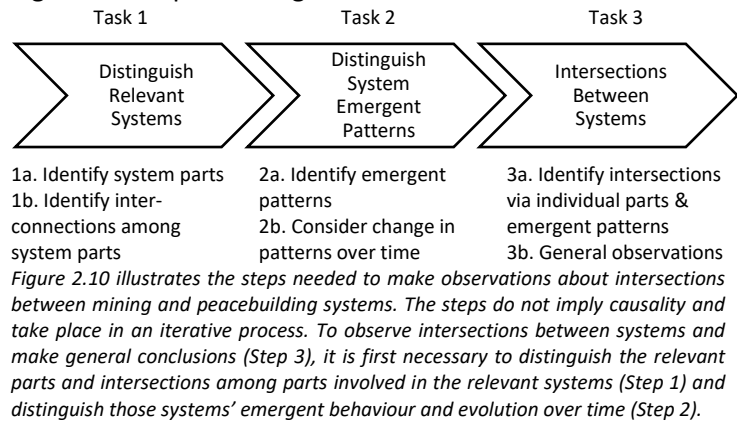 Task 1 Task 2 Task 3
Distinguish
Relevant
Systems
Distinguish
System
Emergent
Patterns
Intersections
Between
Systems
1a. Identify system parts
1b. Identify inter-
connections among
system parts
2a. Identify emergent
patterns
2b. Consider change in
patterns over time
3a. Identify intersections
via individual parts &
emergent patterns
3b. General observations
Figure 2.10 illustrates the steps needed to make observations about intersections
between mining and peacebuilding systems. The steps do not imply causality and
take place in an iterative process. To observe intersections between systems and
make general conclusions (Step 3), it is first necessary to distinguish the relevant
parts and intersections among parts involved in the relevant systems (Step 1) and
distinguish those systems' emergent behaviour and evolution over time (Step 2).